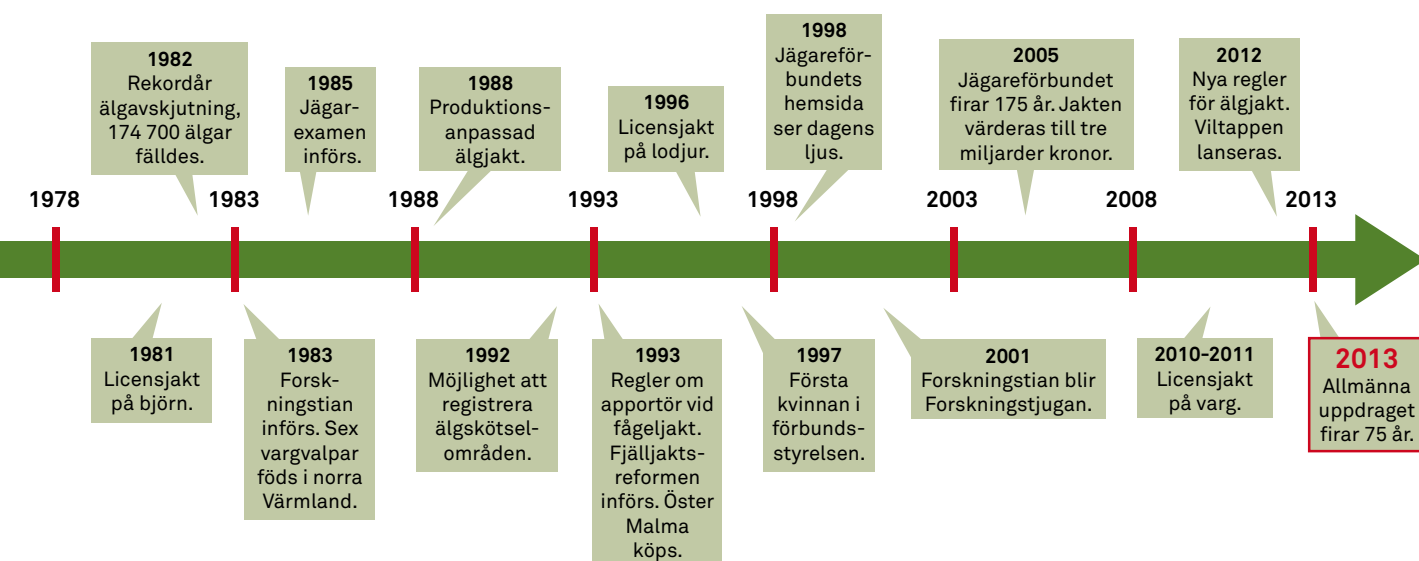 1982
Rekordår
älgavskjutning,
174 700 älgar
fälldes.
1985
Jägar-
examen
införs.
1988
Produktions-
anpassad
älgjakt.
1996
Licensjakt
på lodjur.
1998
Jägareför-
bundets
hemsida
ser dagens
ljus.
2005
Jägareförbundet
firar 175 år. Jakten
värderas till tre
miljarder kronor.
2012
Nya regler
för älgjakt.
Viltappen
lanseras.
1978
1983
1988
1993
1998
2003
2008
2013
1981
Licensjakt
på björn.
1983
Forsk-
ningstian
införs. Sex
vargvalpar
föds i norra
Värmland.
1992
Möjlighet att
registrera
älgskötsel-
områden.
1993
Regler om
apportör vid
fågeljakt.
Fjälljakts-
reformen
införs. Öster
Malma
köps.
1997
Första
kvinnan i
förbunds-
styrelsen.
2001
Forskningstian blir
Forskningstjugan.
2010-2011
Licensjakt
på varg.
2013
Allmänna
uppdraget
firar 75 år.